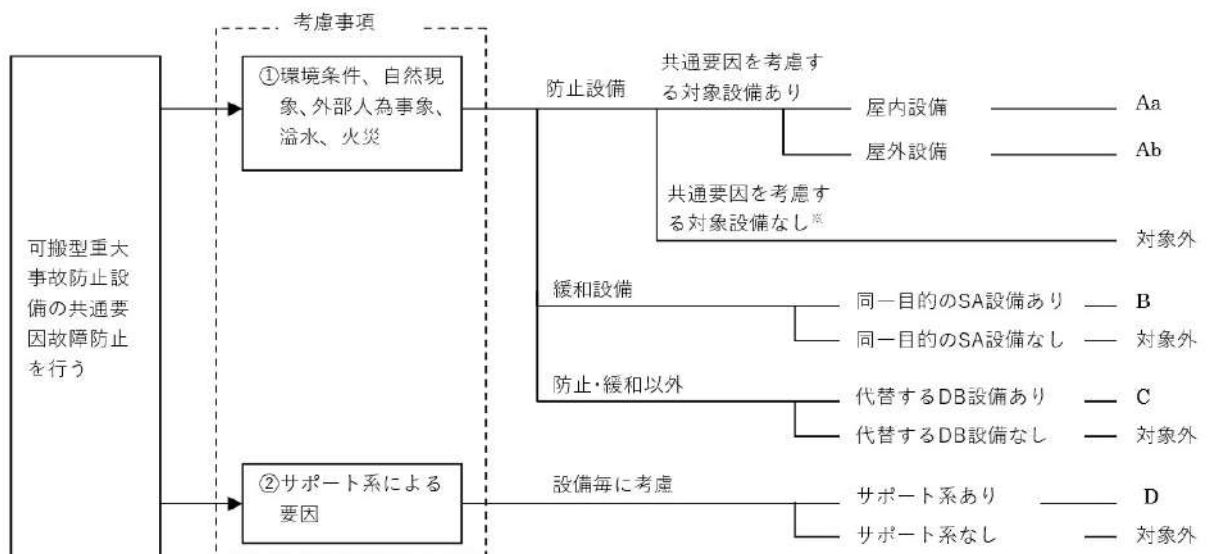 考慮事項
可搬型重大
事故防止設
備の共通要
因故障防止
を行う
①環境条件、自然現
象、外部人為事象、
溢水、火災
防止設備
共通要因を考慮す
る対象設備あり
屋内設備
Aa
屋外設備
Ab
共通要因を考慮す
る対象設備なし※
対象外
緩和設備
同一目的のSA設備あり
B
同一目的のSA設備なし
対象外
防止・緩和以外
代替するDB設備あり
C
代替するDB設備なし
対象外
②サポート系による
要因
設備毎に考慮
サポート系あり
D
サポート系なし
対象外